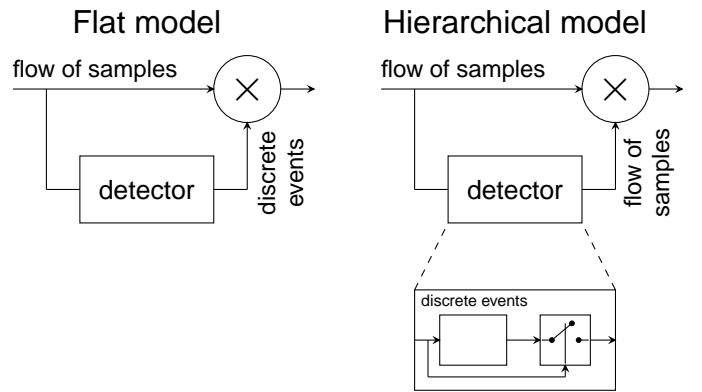 Flat model
flow of samples
detector
discrete
events
Hierarchical model
flow of samples
detector
flow of
samples
discrete events